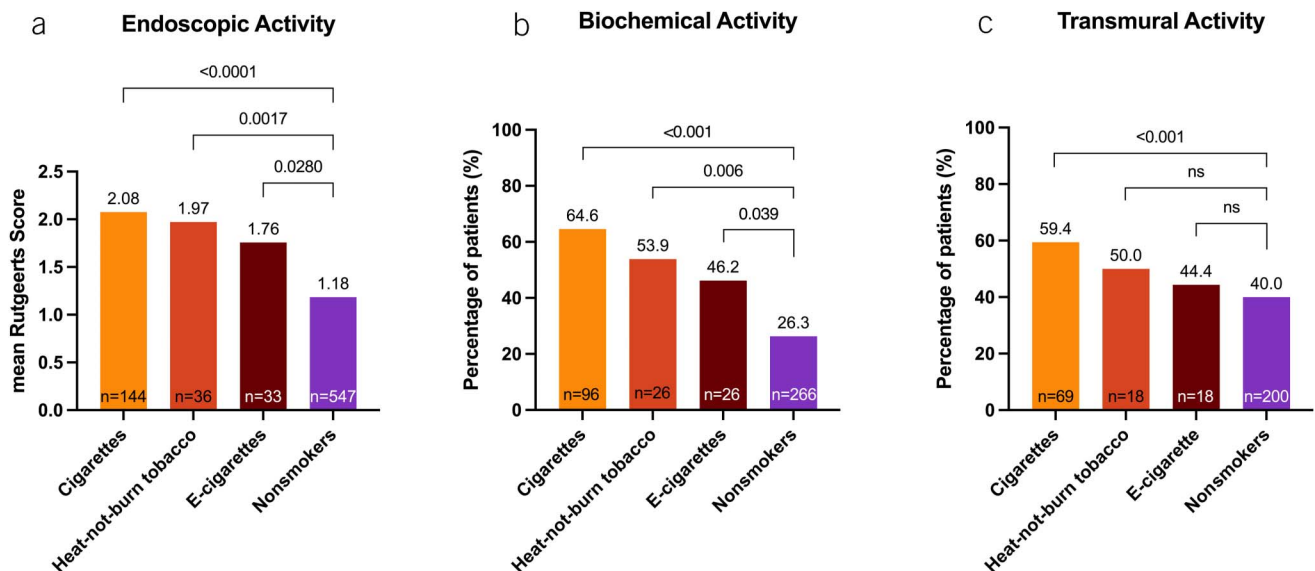 a
Endoscopic Activity
<0.0001
0.0017
0.0280
mean Rutgeerts Score
2.5
2.0
1.5
1.0
0.5
0.0
2.08
1.97
1.76
1.18
n=144
n=36
n=33
n=547
Cigarettes
Heat-not-burn tobacco
E-cigarettes
Nonsmokers
b
Biochemical Activity
<0.001
0.006
0.039
Percentage of patients (%)
100
80
60
40
20
0
64.6
53.9
46.2
26.3
n=96
n=26
n=26
n=266
Cigarettes
Heat-not-burn tobacco
E-cigarettes
Nonsmokers
c
Transmural Activity
<0.001
ns
ns
Percentage of patients (%)
100
80
60
40
20
0
59.4
50.0
44.4
40.0
n=69
n=18
n=18
n=200
Cigarettes
Heat-not-burn tobacco
E-cigarette
Nonsmokers